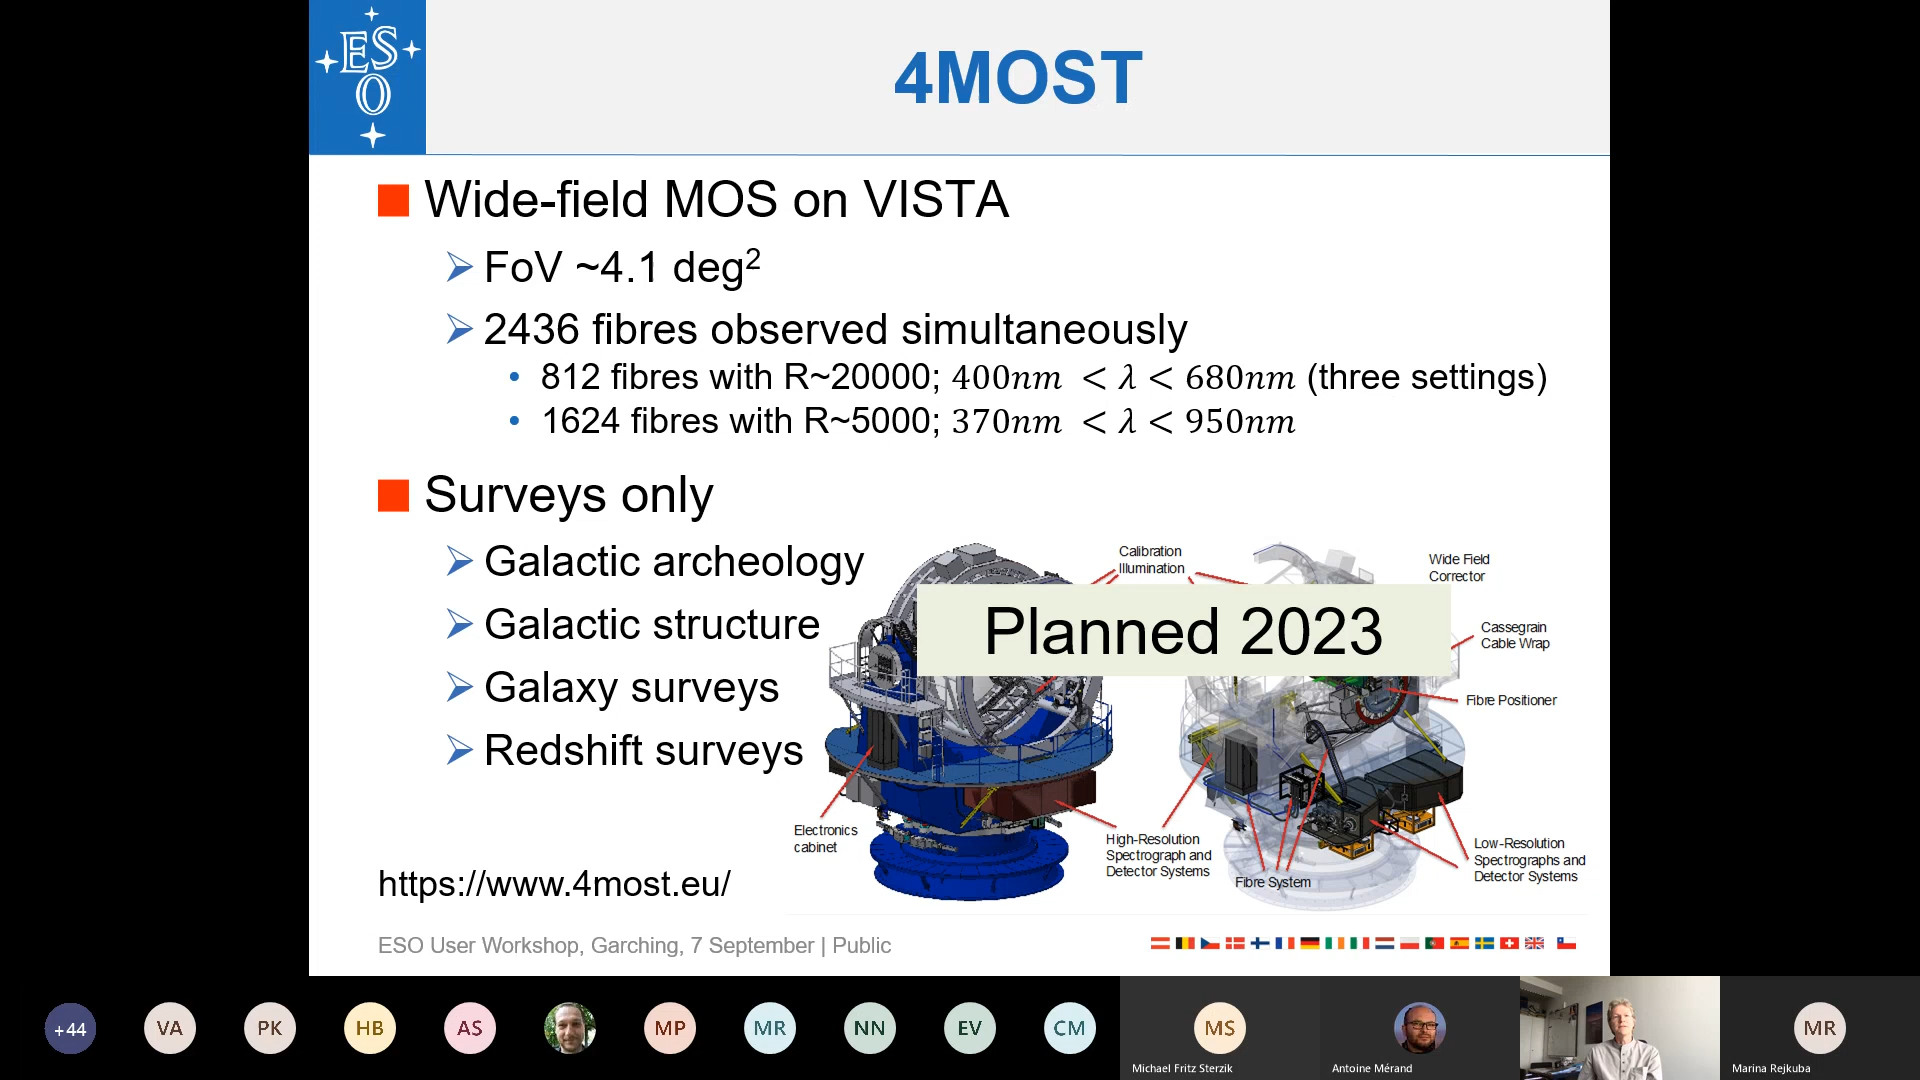 ES
O
4MOST
Wide-field MOS on VISTA
FoV ~4.1 deg²
2436 fibres observed simultaneously
812 fibres with R~20000; 400nm < λ < 680nm (three settings)
1624 fibres with R~5000; 370nm < λ < 950nm
Surveys only
Galactic archeology
Galactic structure
Galaxy surveys
Redshift surveys
Calibration
Illumination
Wide Field
Corrector
Planned 2023
Cassegrain
Cable Wrap
Fibre Positioner
Electronics
cabinet
High-Resolution
Spectrograph and
Detector Systems
Fibre System
Low-Resolution
Spectrographs and
Detector Systems
https://www.4most.eu/
ESO User Workshop, Garching, 7 September | Public
+44
VA
PK
HB
AS
MP
MR
NN
EV
CM
MS
Michael Fritz Sterzik
Antoine Mérand
MR
Marina Rejkuba